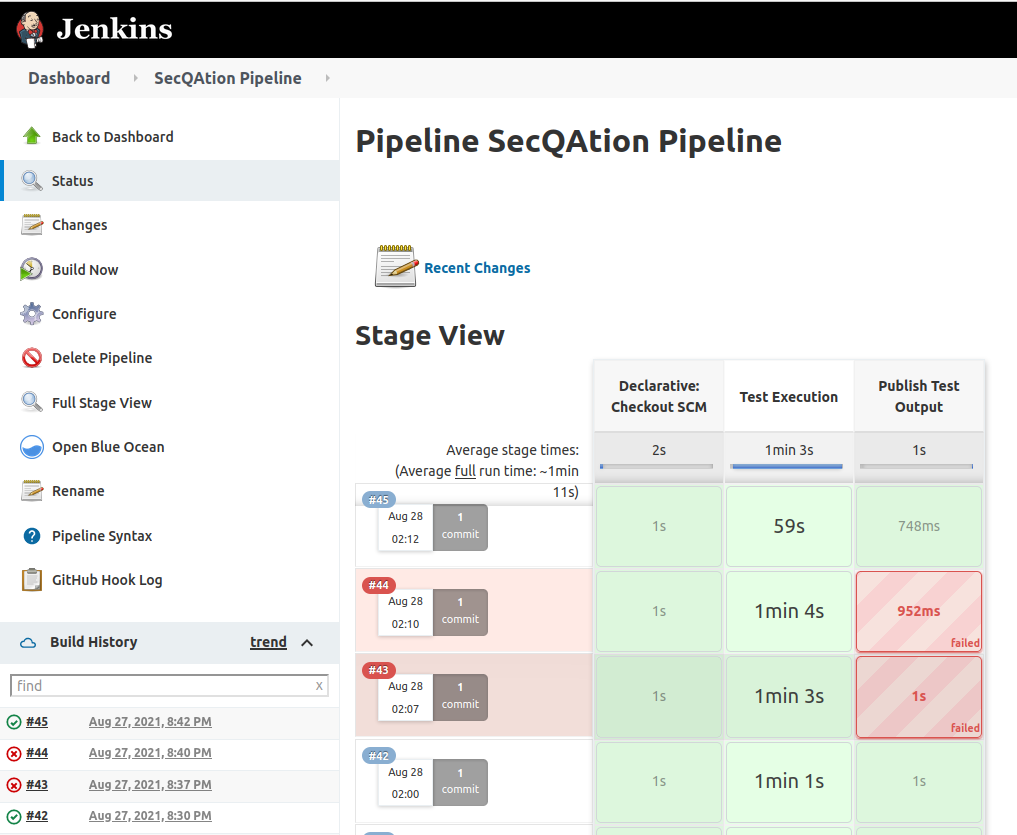 Jenkins
Dashboard
SecQAtion Pipeline
Back to Dashboard
Status
Changes
Build Now
Configure
Delete Pipeline
Full Stage View
Open Blue Ocean
Rename
Pipeline Syntax
GitHub Hook Log
Build History trend
find x
#45 Aug 27, 2021, 8:42 PM
#44 Aug 27, 2021, 8:40 PM
#43 Aug 27, 2021, 8:37 PM
#42 Aug 27, 2021, 8:30 PM
Pipeline SecQAtion Pipeline
Recent Changes
Stage View
Declarative:
Checkout SCM
Test Execution
Publish Test
Output
Average stage times:
(Average full run time: ~1min
11s)
2s 1min 3s 1s
#45
Aug 28
02:12
1
commit
1s 59s 748ms
#44
Aug 28
02:10
1
commit
1s 1min 4s 952ms
failed
#43
Aug 28
02:07
1
commit
1s 1min 3s 1s
failed
#42
Aug 28
02:00
1
commit
1s 1min 1s 1s